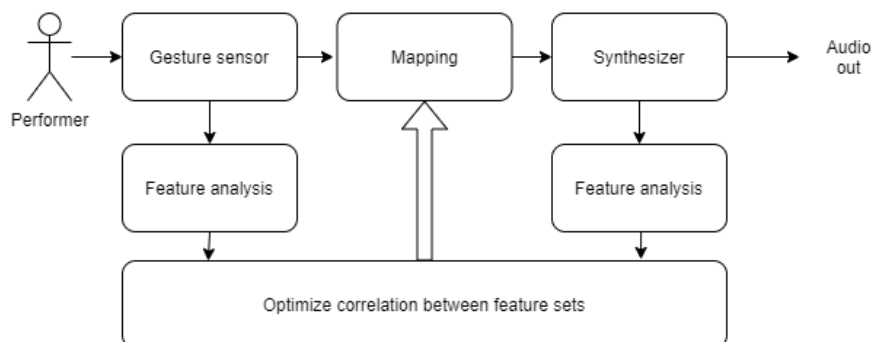 Gesture sensor
Mapping
Synthesizer
Audio
out
Performer
Feature analysis
Feature analysis
Optimize correlation between feature sets